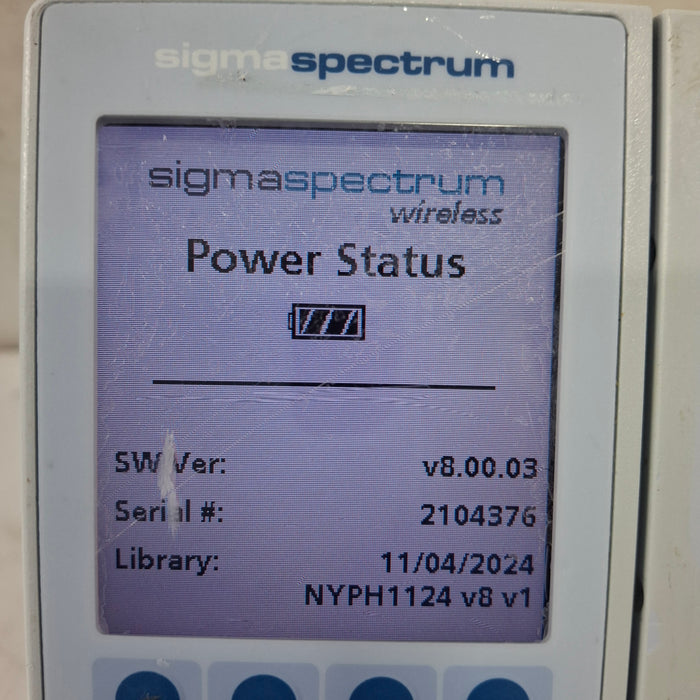 sigmaspectrum
sigmaspectrum
wireless
Power Status
SW Ver: v8.00.03
Serial #: 2104376
Library: 11/04/2024
NYPH1124 v8 v1